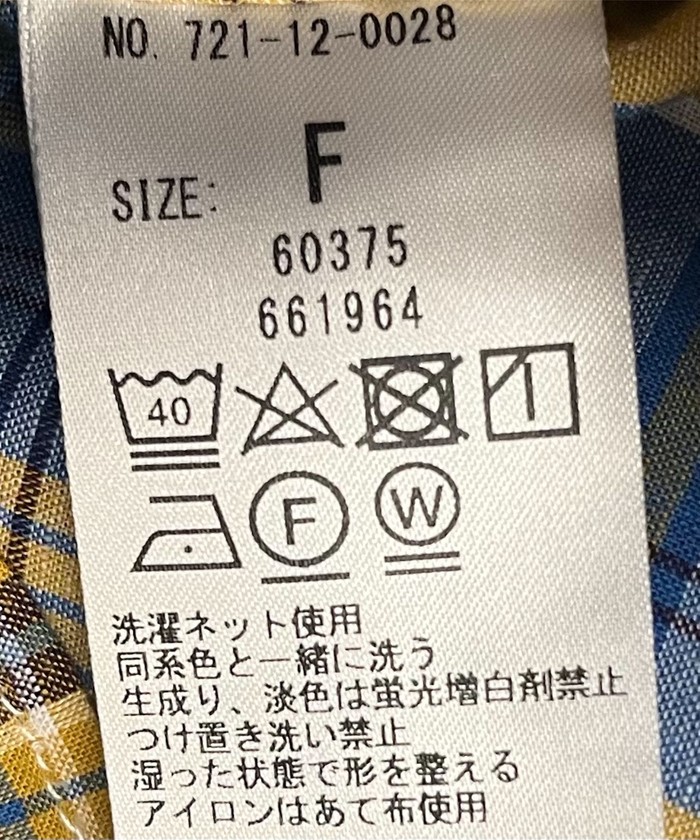 NO. 721-12-0028
SIZE: F
60375
661964
40
F W
洗濯ネット使用
同系色と一緒に洗う
生成り、淡色は蛍光増白剤禁止
つけ置き洗い禁止
湿った状態で形を整える
アイロンはあて布使用